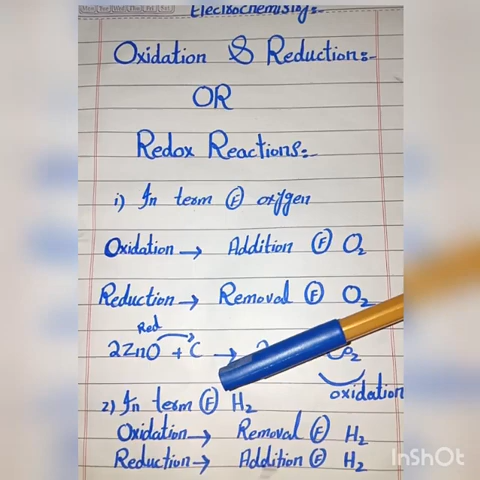 Electrochemistry:-
Oxidation & Reduction:-
OR
Redox Reactions:-
i) In term OF oxygen
Oxidation → Addition OF O₂
Reduction → Removal OF O₂
Red
2ZnO + C →
oxidation
2) In term OF H₂
Oxidation → Removal OF H₂
Reduction → Addition OF H₂
InShOt